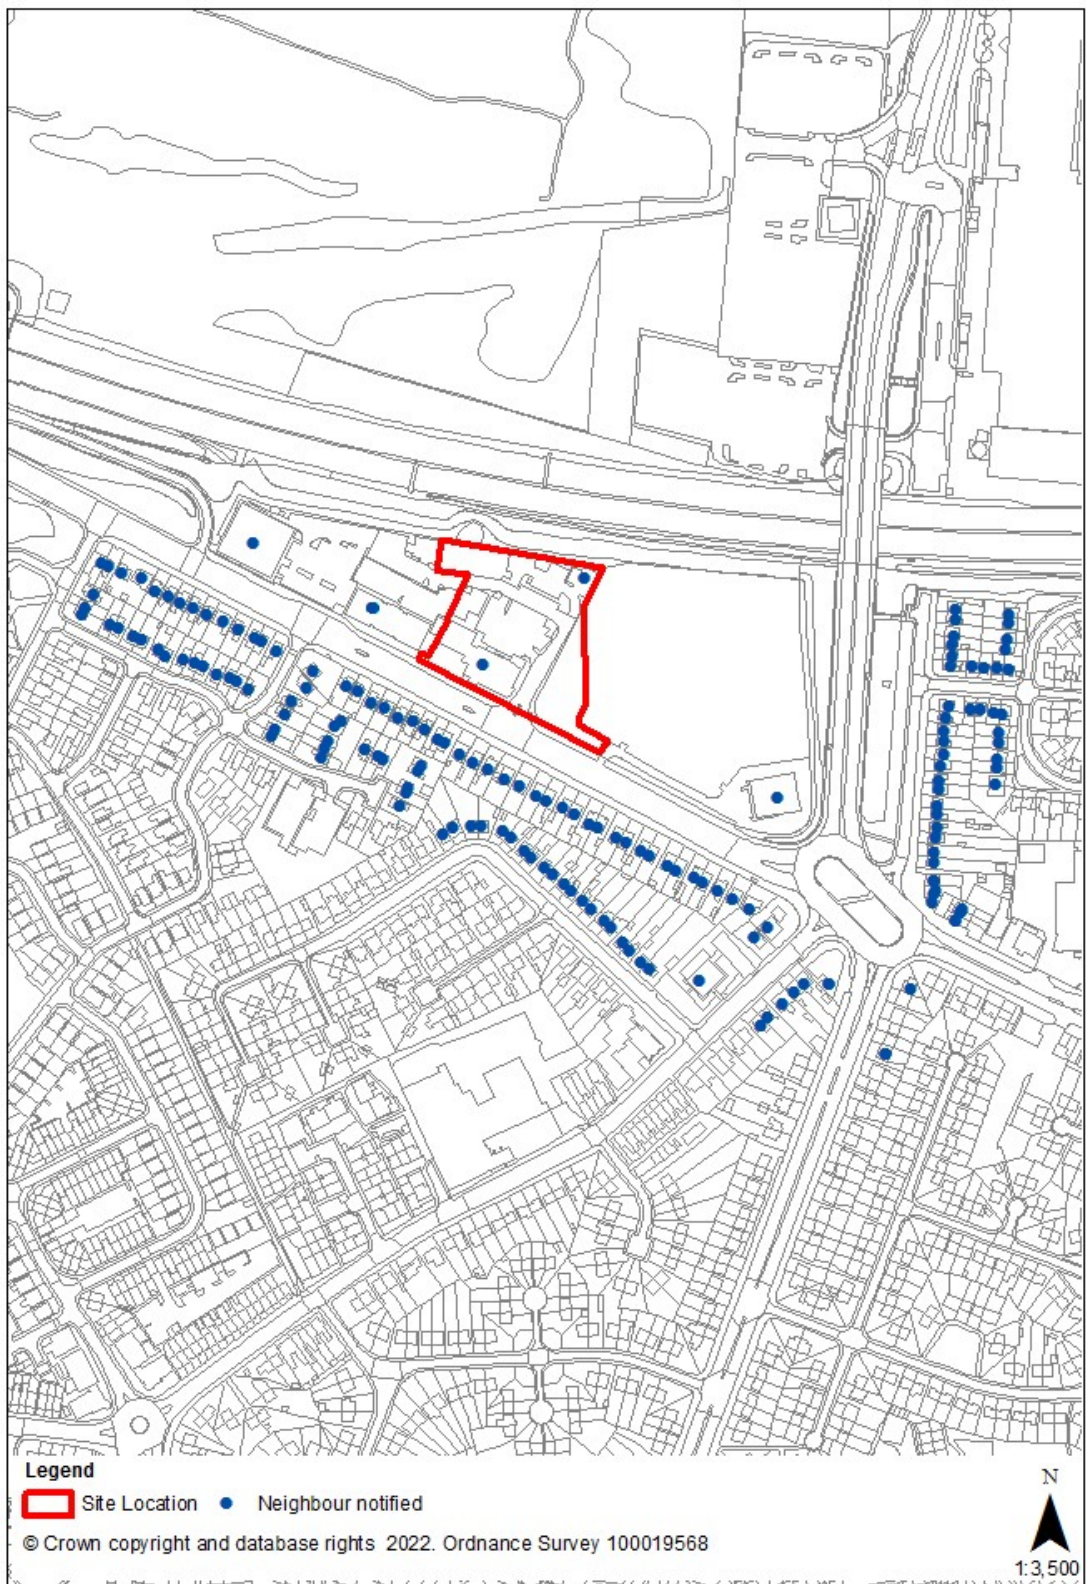 Legend
Site Location Neighbour notified
© Crown copyright and database rights 2022. Ordnance Survey 100019568
N
1:3,500